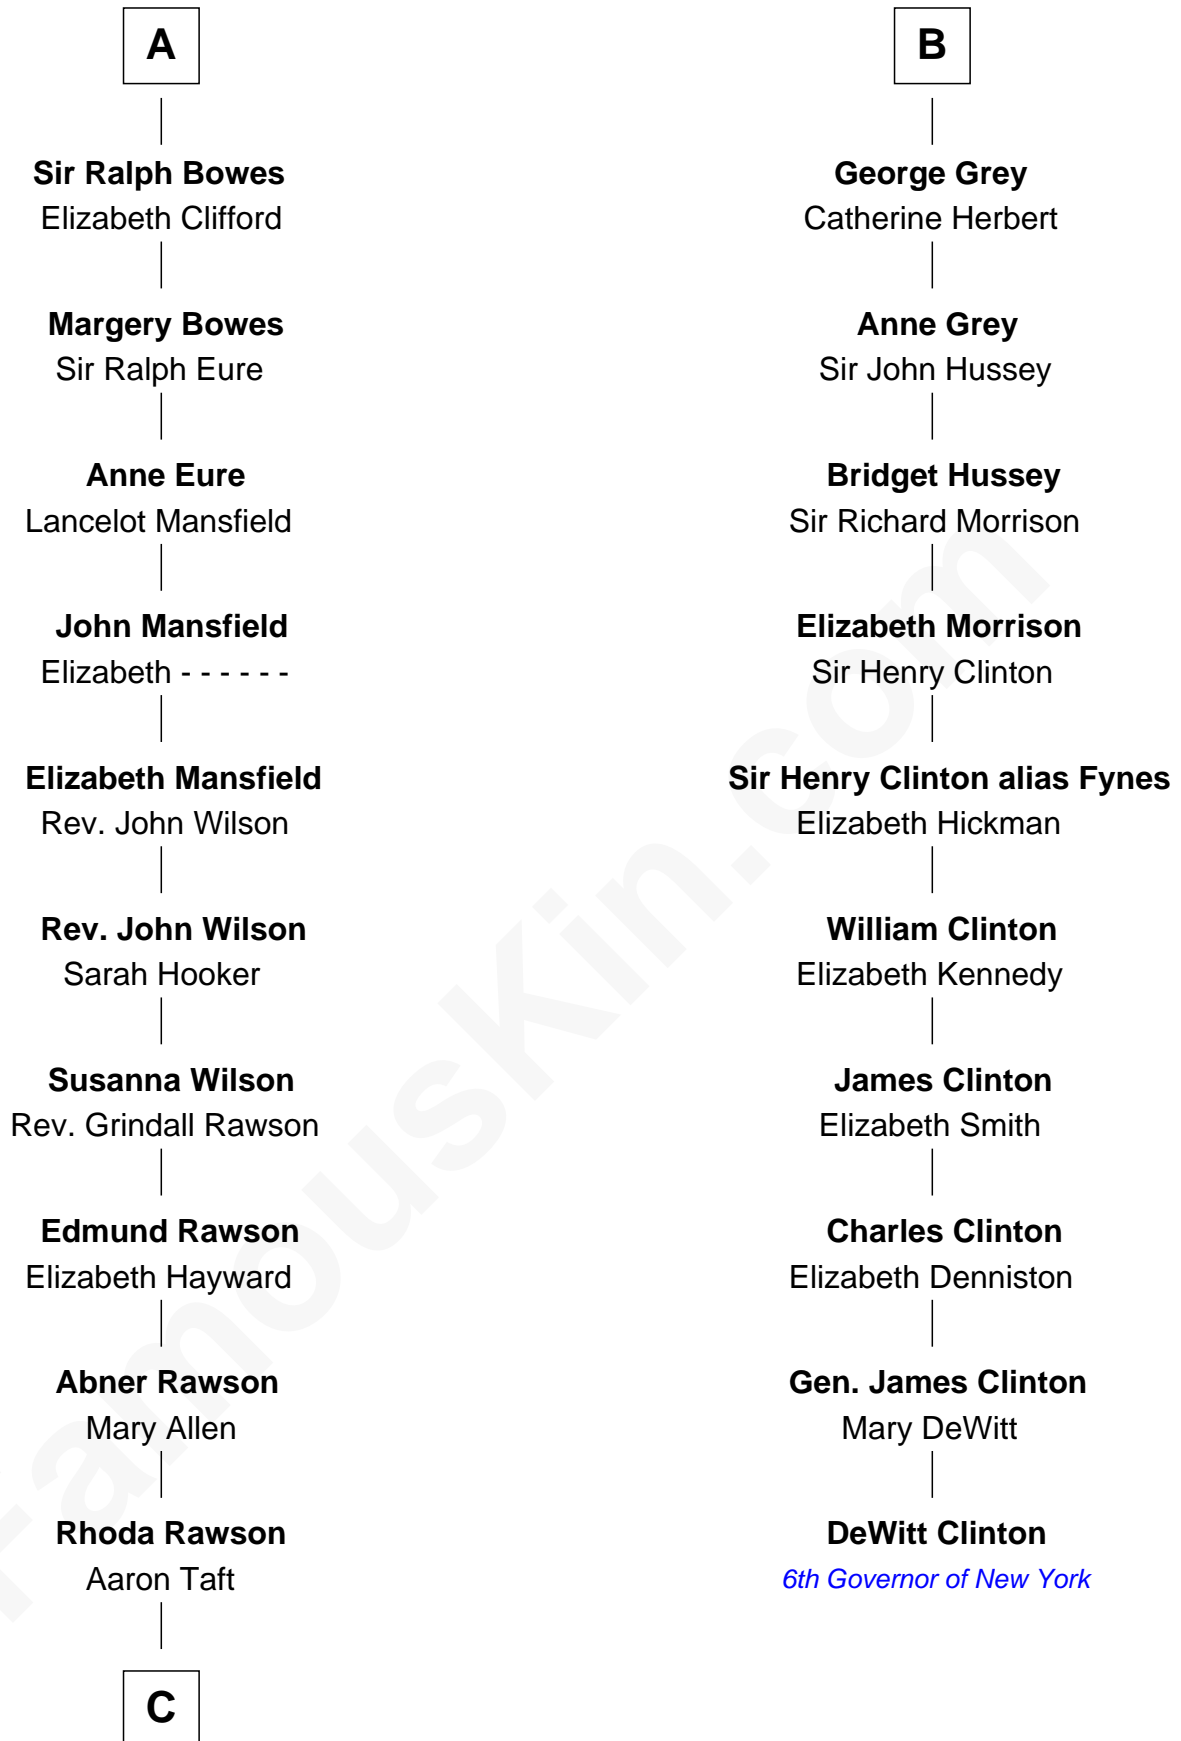 A
Sir Ralph Bowes
Elizabeth Clifford
Margery Bowes
Sir Ralph Eure
Anne Eure
Lancelot Mansfield
John Mansfield
Elizabeth - - - - - -
Elizabeth Mansfield
Rev. John Wilson
Rev. John Wilson
Sarah Hooker
Susanna Wilson
Rev. Grindall Rawson
Edmund Rawson
Elizabeth Hayward
Abner Rawson
Mary Allen
Rhoda Rawson
Aaron Taft
C
B
George Grey
Catherine Herbert
Anne Grey
Sir John Hussey
Bridget Hussey
Sir Richard Morrison
Elizabeth Morrison
Sir Henry Clinton
Sir Henry Clinton alias Fynes
Elizabeth Hickman
William Clinton
Elizabeth Kennedy
James Clinton
Elizabeth Smith
Charles Clinton
Elizabeth Denniston
Gen. James Clinton
Mary DeWitt
DeWitt Clinton
6th Governor of New York
FamousKin.com